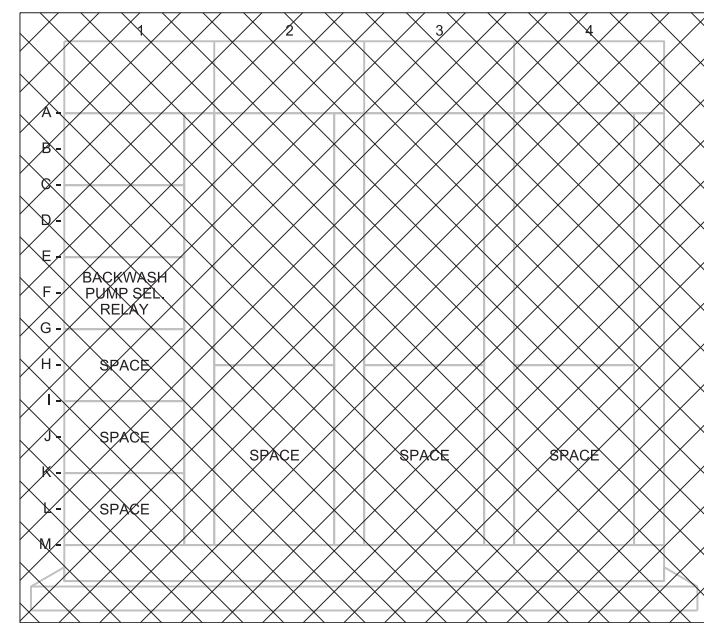 1 2 3 4
A -
B -
C -
D -
E -
BACKWASH
F - PUMP SEL.
RELAY
G -
H - SPACE
I -
J - SPACE
SPACE SPACE SPACE
K -
L - SPACE
M -